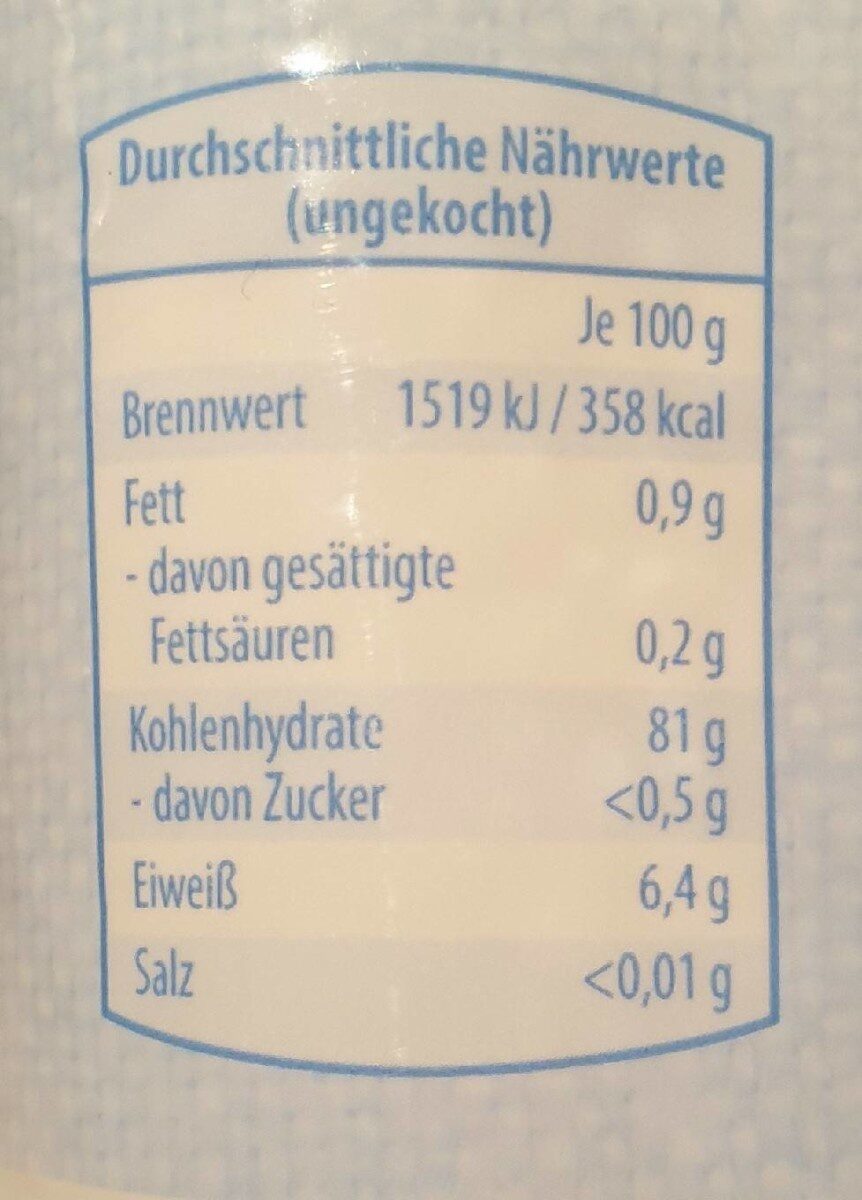 Durchschnittliche Nährwerte
(ungekocht)
Je 100 g
Brennwert 1519 kJ / 358 kcal
Fett 0,9 g
- davon gesättigte
Fettsäuren 0,2 g
Kohlenhydrate 81 g
- davon Zucker <0,5 g
Eiweiß 6,4 g
Salz <0,01 g